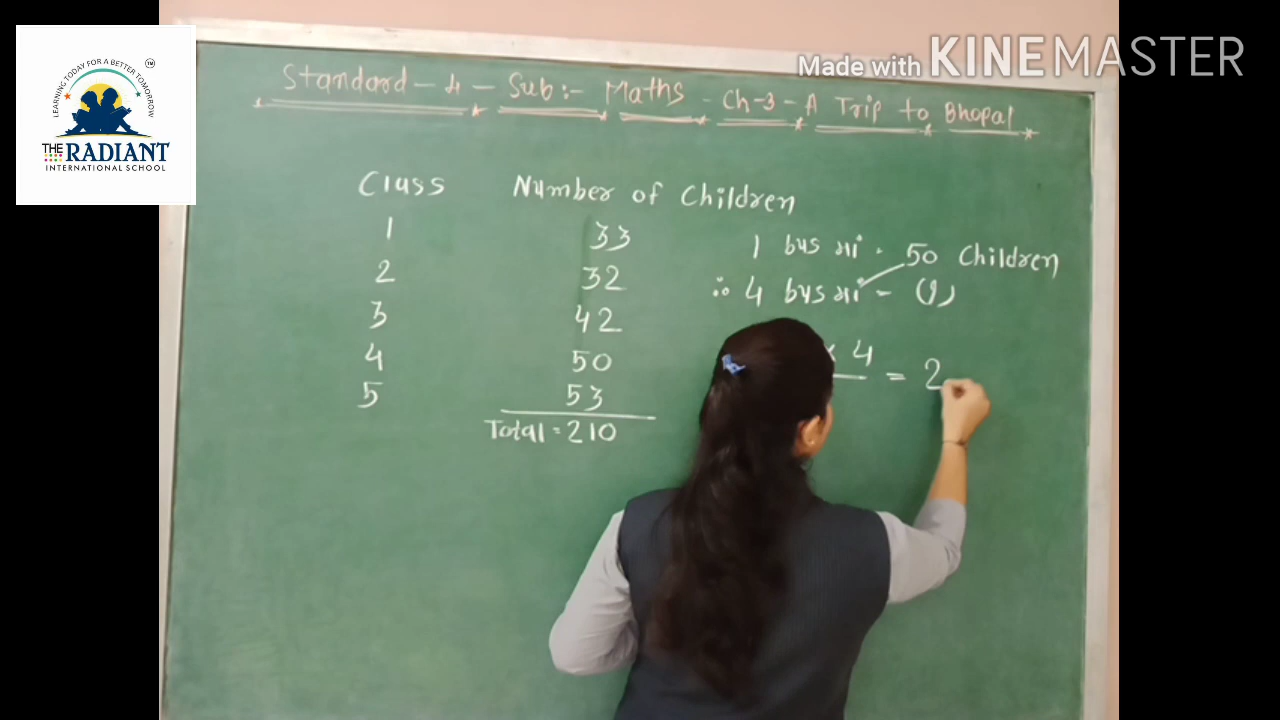 LEARNING TODAY FOR A BETTER TOMORROW
TM
THE RADIANT
INTERNATIONAL SCHOOL
Made with KINEMASTER
Standard - 4 - Sub:- Maths - Ch-3 - A Trip to Bhopal
Class Number of Children
1 33
2 32
3 42
4 50
5 53
Total = 210
1 bus માં - 50 Children
∴ 4 bus માં - (?)
× 4 = 2